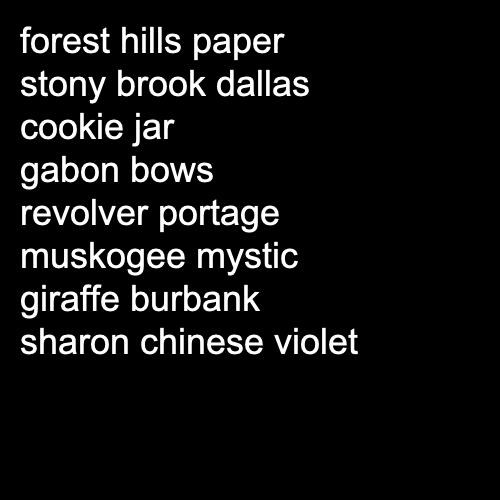 forest hills paper
stony brook dallas
cookie jar
gabon bows
revolver portage
muskogee mystic
giraffe burbank
sharon chinese violet